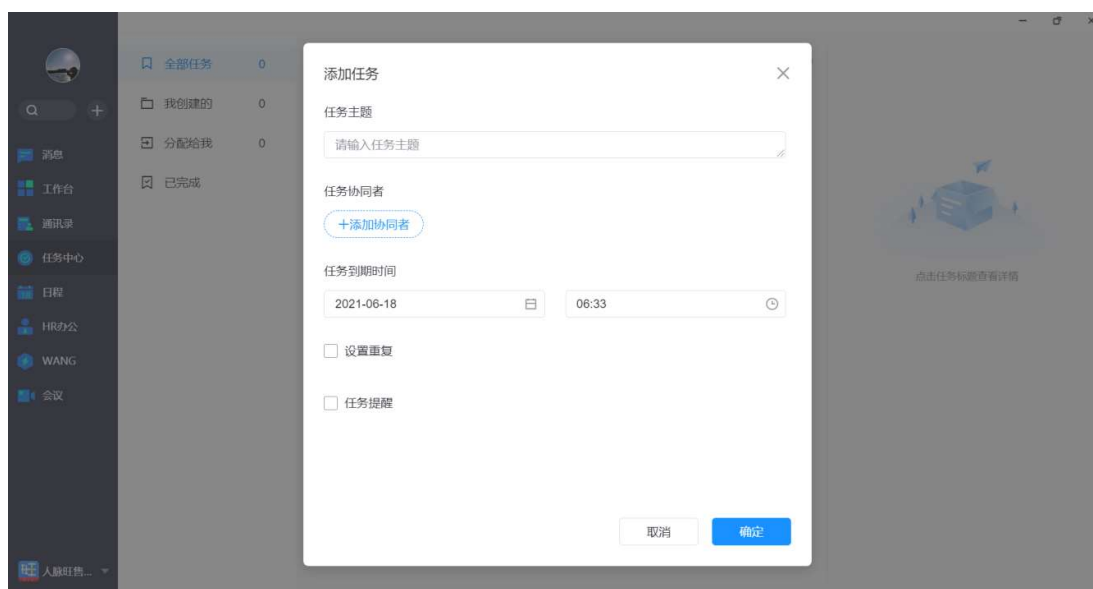 消息
工作台
通讯录
任务中心
日程
HR办公
WANG
会议
人脉旺售...
全部任务 0
我创建的 0
分配给我 0
已完成
添加任务
任务主题
请输入任务主题
任务协同者
+添加协同者
任务到期时间
2021-06-18 06:33
设置重复
任务提醒
取消 确定
点击任务标题查看详情